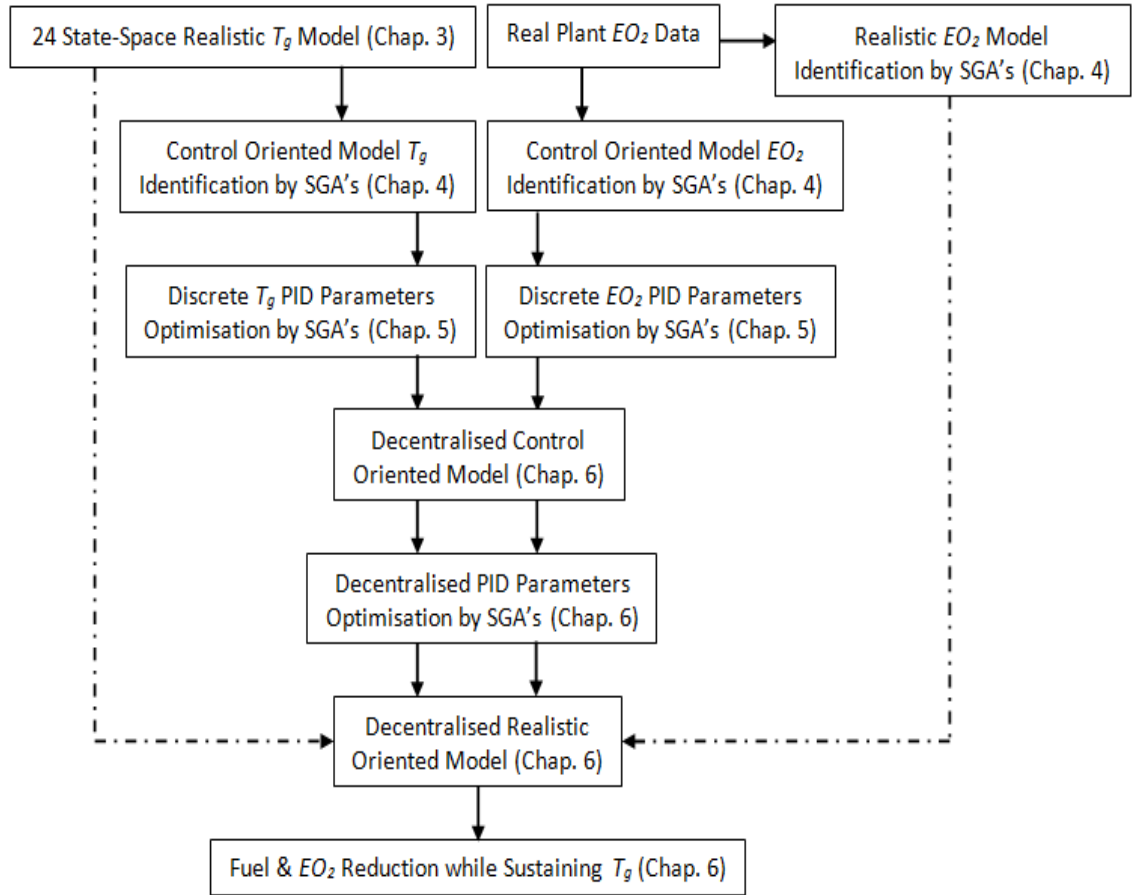 24 State-Space Realistic Tg Model (Chap. 3)
Real Plant EO₂ Data
Realistic EO₂ Model
Identification by SGA's (Chap. 4)
Control Oriented Model Tg
Identification by SGA's (Chap. 4)
Control Oriented Model EO₂
Identification by SGA's (Chap. 4)
Discrete Tg PID Parameters
Optimisation by SGA's (Chap. 5)
Discrete EO₂ PID Parameters
Optimisation by SGA's (Chap. 5)
Decentralised Control
Oriented Model (Chap. 6)
Decentralised PID Parameters
Optimisation by SGA's (Chap. 6)
Decentralised Realistic
Oriented Model (Chap. 6)
Fuel & EO₂ Reduction while Sustaining Tg (Chap. 6)